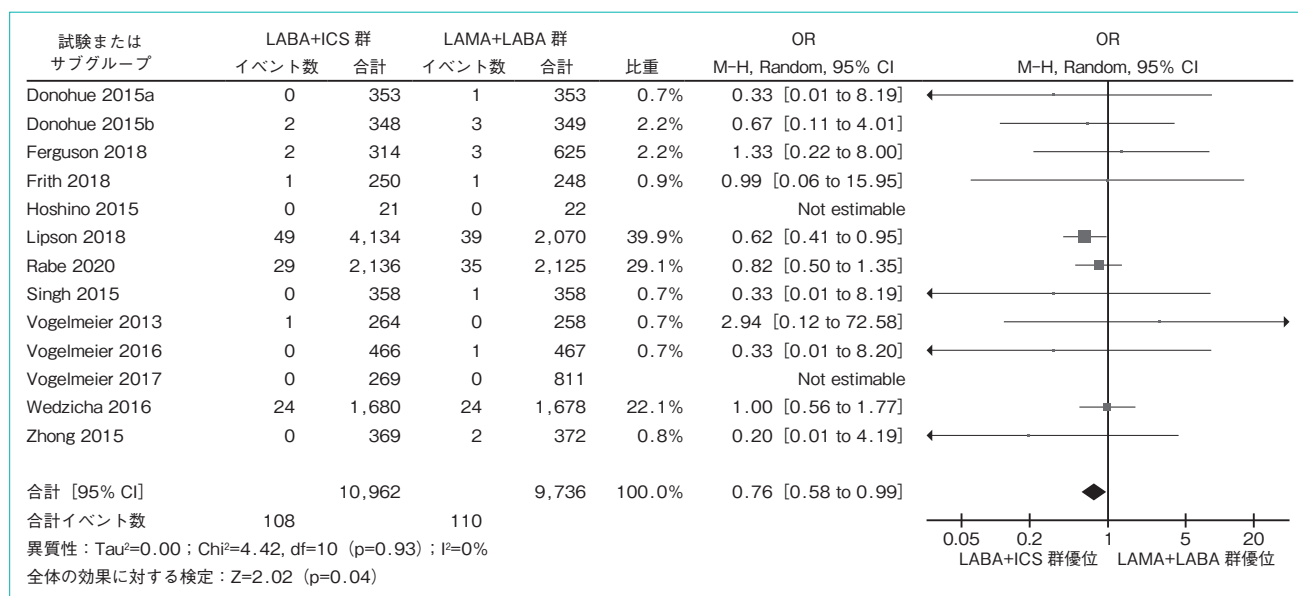 試験または
サブグループ
LABA+ICS 群 LAMA+LABA 群 OR OR
イベント数 合計 イベント数 合計 比重 M-H, Random, 95% CI M-H, Random, 95% CI
Donohue 2015a 0 353 1 353 0.7% 0.33 [0.01 to 8.19]
Donohue 2015b 2 348 3 349 2.2% 0.67 [0.11 to 4.01]
Ferguson 2018 2 314 3 625 2.2% 1.33 [0.22 to 8.00]
Frith 2018 1 250 1 248 0.9% 0.99 [0.06 to 15.95]
Hoshino 2015 0 21 0 22 Not estimable
Lipson 2018 49 4,134 39 2,070 39.9% 0.62 [0.41 to 0.95]
Rabe 2020 29 2,136 35 2,125 29.1% 0.82 [0.50 to 1.35]
Singh 2015 0 358 1 358 0.7% 0.33 [0.01 to 8.19]
Vogelmeier 2013 1 264 0 258 0.7% 2.94 [0.12 to 72.58]
Vogelmeier 2016 0 466 1 467 0.7% 0.33 [0.01 to 8.20]
Vogelmeier 2017 0 269 0 811 Not estimable
Wedzicha 2016 24 1,680 24 1,678 22.1% 1.00 [0.56 to 1.77]
Zhong 2015 0 369 2 372 0.8% 0.20 [0.01 to 4.19]
合計 [95% CI] 10,962 9,736 100.0% 0.76 [0.58 to 0.99]
合計イベント数 108 110
異質性：Tau²=0.00；Chi²=4.42, df=10（p=0.93）；I²=0%
全体の効果に対する検定：Z=2.02（p=0.04）
0.05 0.2 1 5 20
LABA+ICS 群優位 LAMA+LABA 群優位